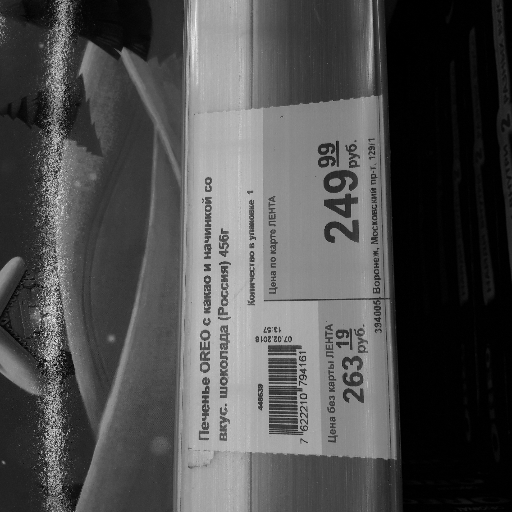 Печенье OREO с какао и начинкой со
вкус. шоколада (Россия) 456г
Количество в упаковке 1
Цена по карте ЛЕНТА
249 99
руб.
07.02.2018
13:57
448639
7 622210 794161
Цена без карты ЛЕНТА
263 19
руб.
394005, Воронеж, Московский пр-т, 129/1